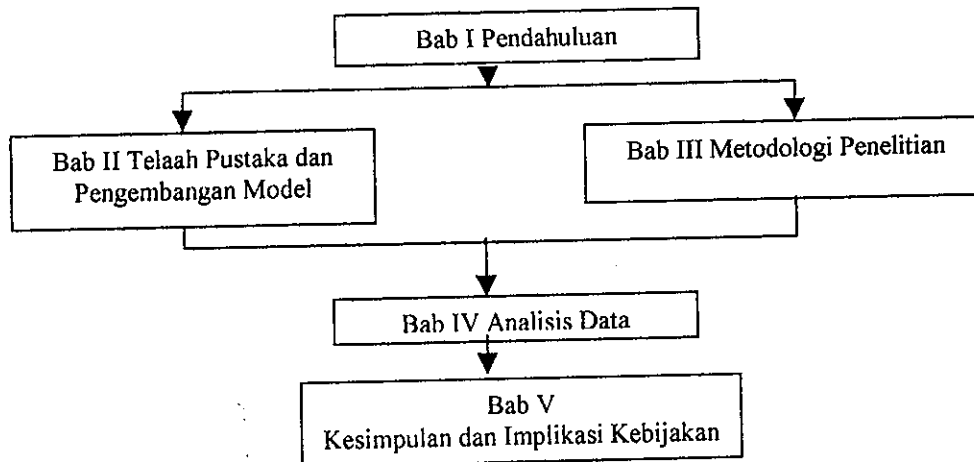 Bab I Pendahuluan
Bab II Telaah Pustaka dan
Pengembangan Model
Bab III Metodologi Penelitian
Bab IV Analisis Data
Bab V
Kesimpulan dan Implikasi Kebijakan